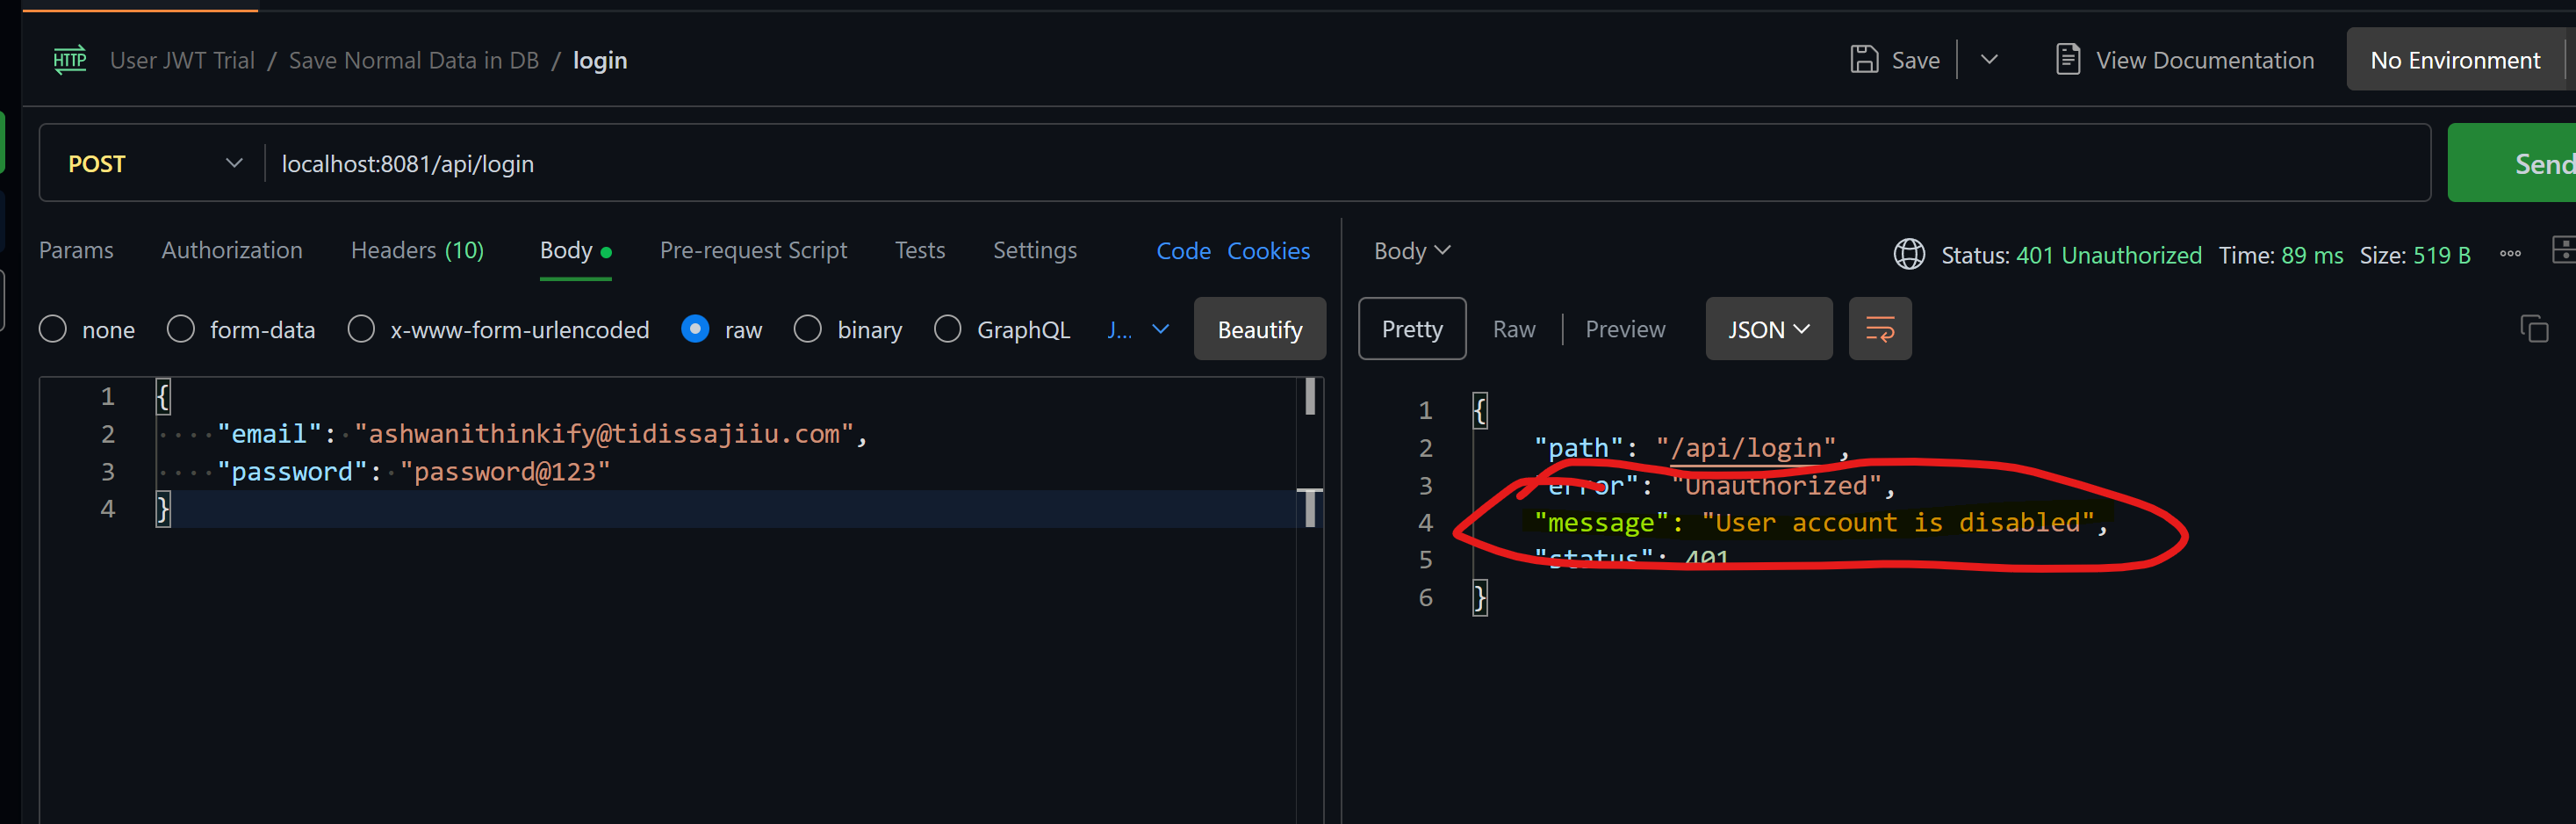 HTTP User JWT Trial / Save Normal Data in DB / login Save View Documentation No Environment
POST localhost:8081/api/login Send
Params Authorization Headers (10) Body Pre-request Script Tests Settings Code Cookies
Body Status: 401 Unauthorized Time: 89 ms Size: 519 B
none form-data x-www-form-urlencoded raw binary GraphQL J... Beautify
Pretty Raw Preview JSON
1 {
2 "email": "ashwanithinkify@tidissajiiu.com",
3 "password": "password@123"
4 }
1 {
2 "path": "/api/login",
3 "error": "Unauthorized",
4 "message": "User account is disabled",
5 "status": 401
6 }